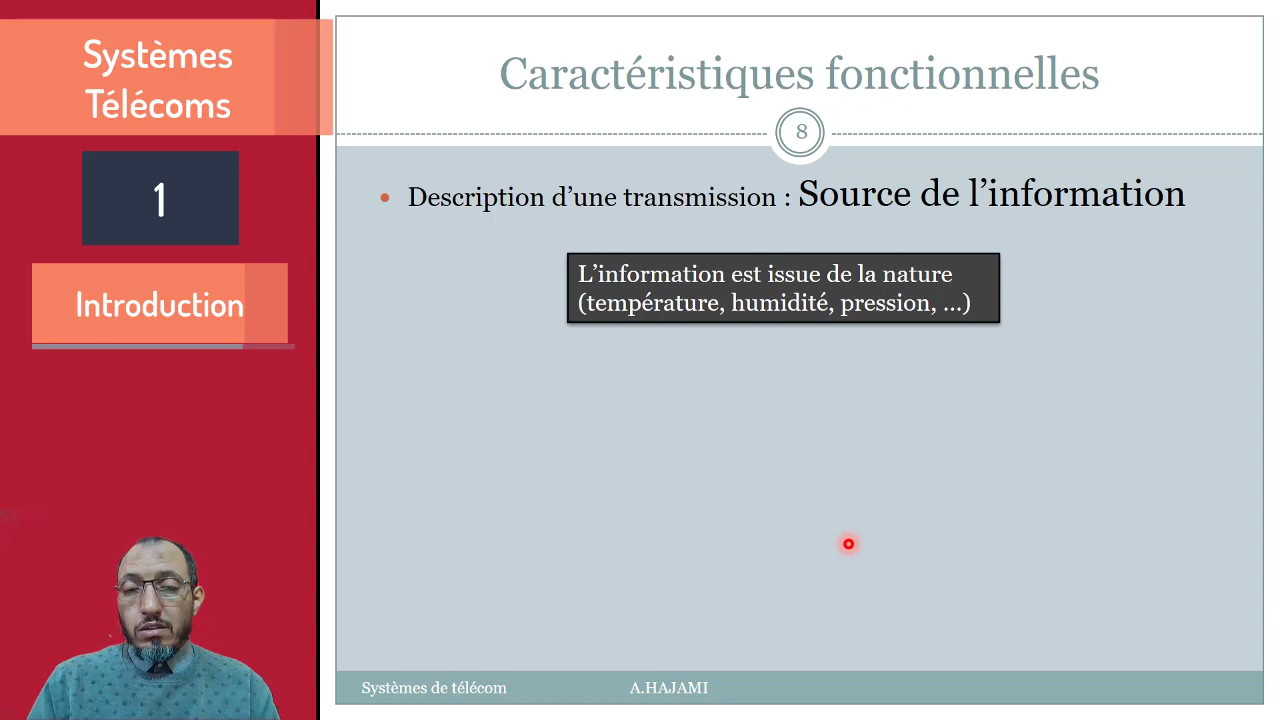 Systèmes
Télécoms
1
Introduction
Caractéristiques fonctionnelles
8
Description d’une transmission : Source de l’information
L’information est issue de la nature
(température, humidité, pression, …)
Systèmes de télécom A.HAJAMI